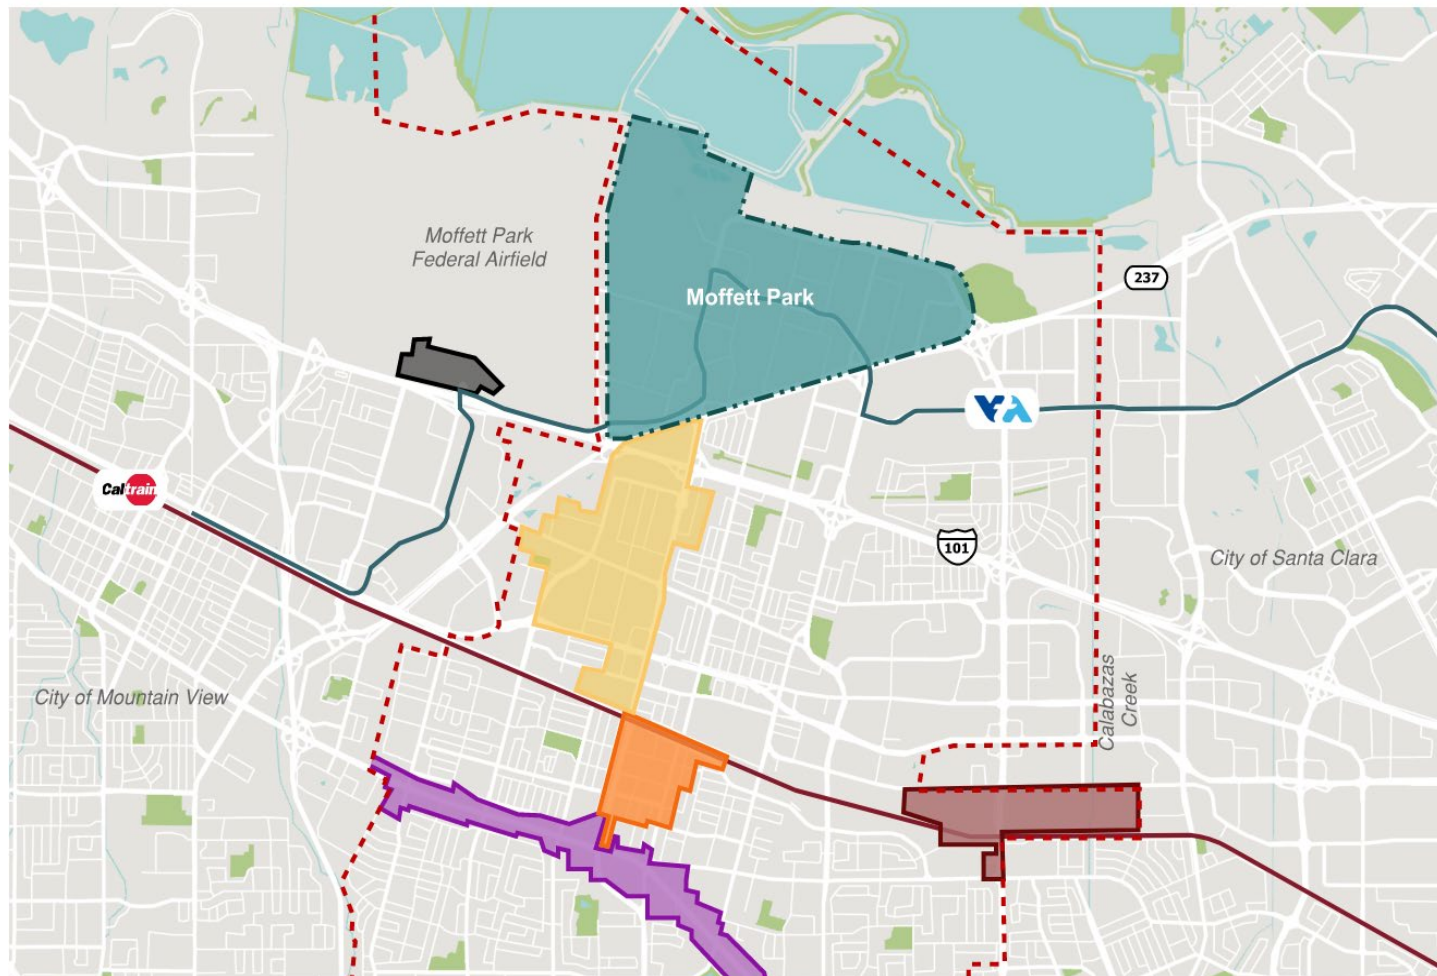 Moffett Park
Federal Airfield
Moffett Park
237
VTA
Caltrain
101
City of Santa Clara
City of Mountain View
Calabazas
Creek